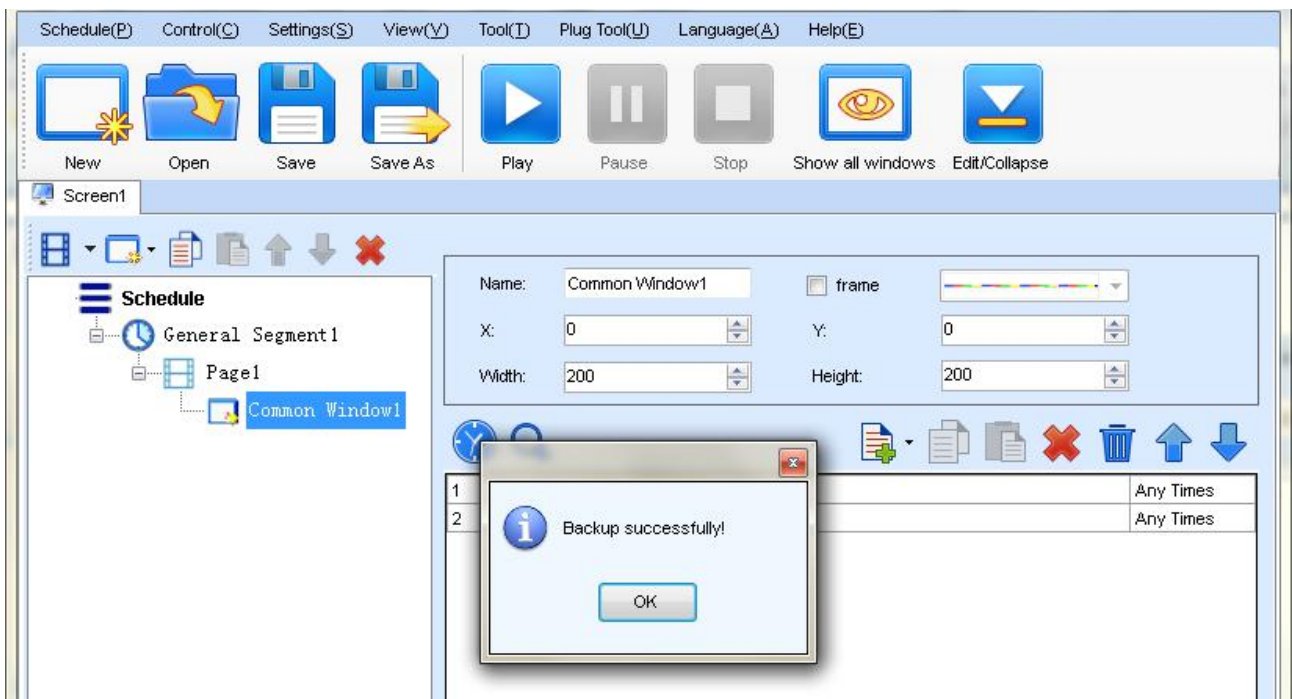 Schedule(P) Control(C) Settings(S) View(V) Tool(T) Plug Tool(U) Language(A) Help(E)
New Open Save Save As Play Pause Stop Show all windows Edit/Collapse
Screen1
Schedule
General Segment1
Page1
Common Window1
Name: Common Window1 frame
X: 0 Y: 0
Width: 200 Height: 200
1 Any Times
2 Any Times
Backup successfully!
OK